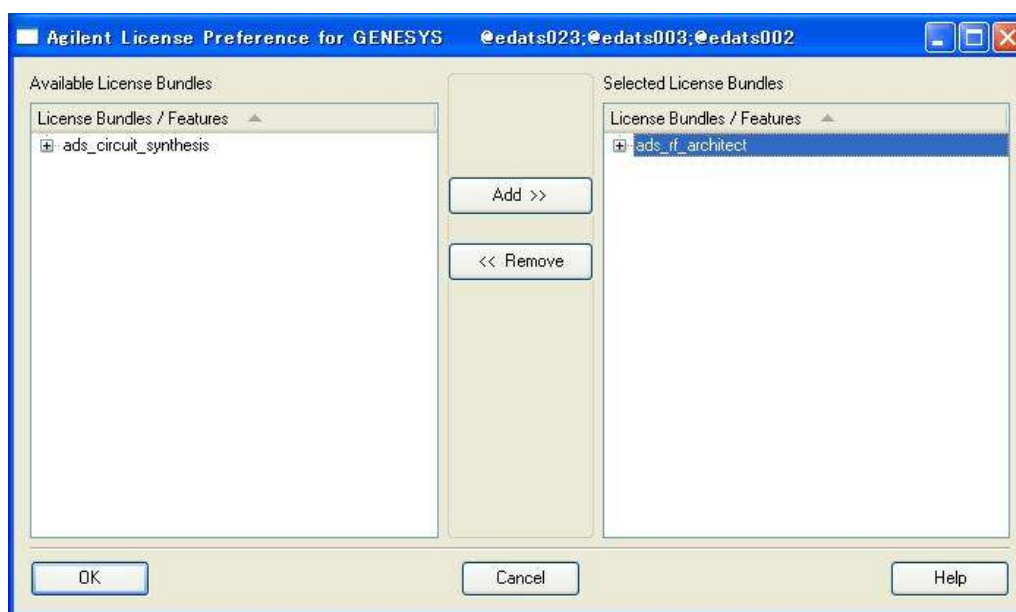 Agilent License Preference for GENESYS @edats023;@edats003;@edats002
Available License Bundles
License Bundles / Features
ads_circuit_synthesis
Add >>
<< Remove
Selected License Bundles
License Bundles / Features
ads_rf_architect
OK
Cancel
Help